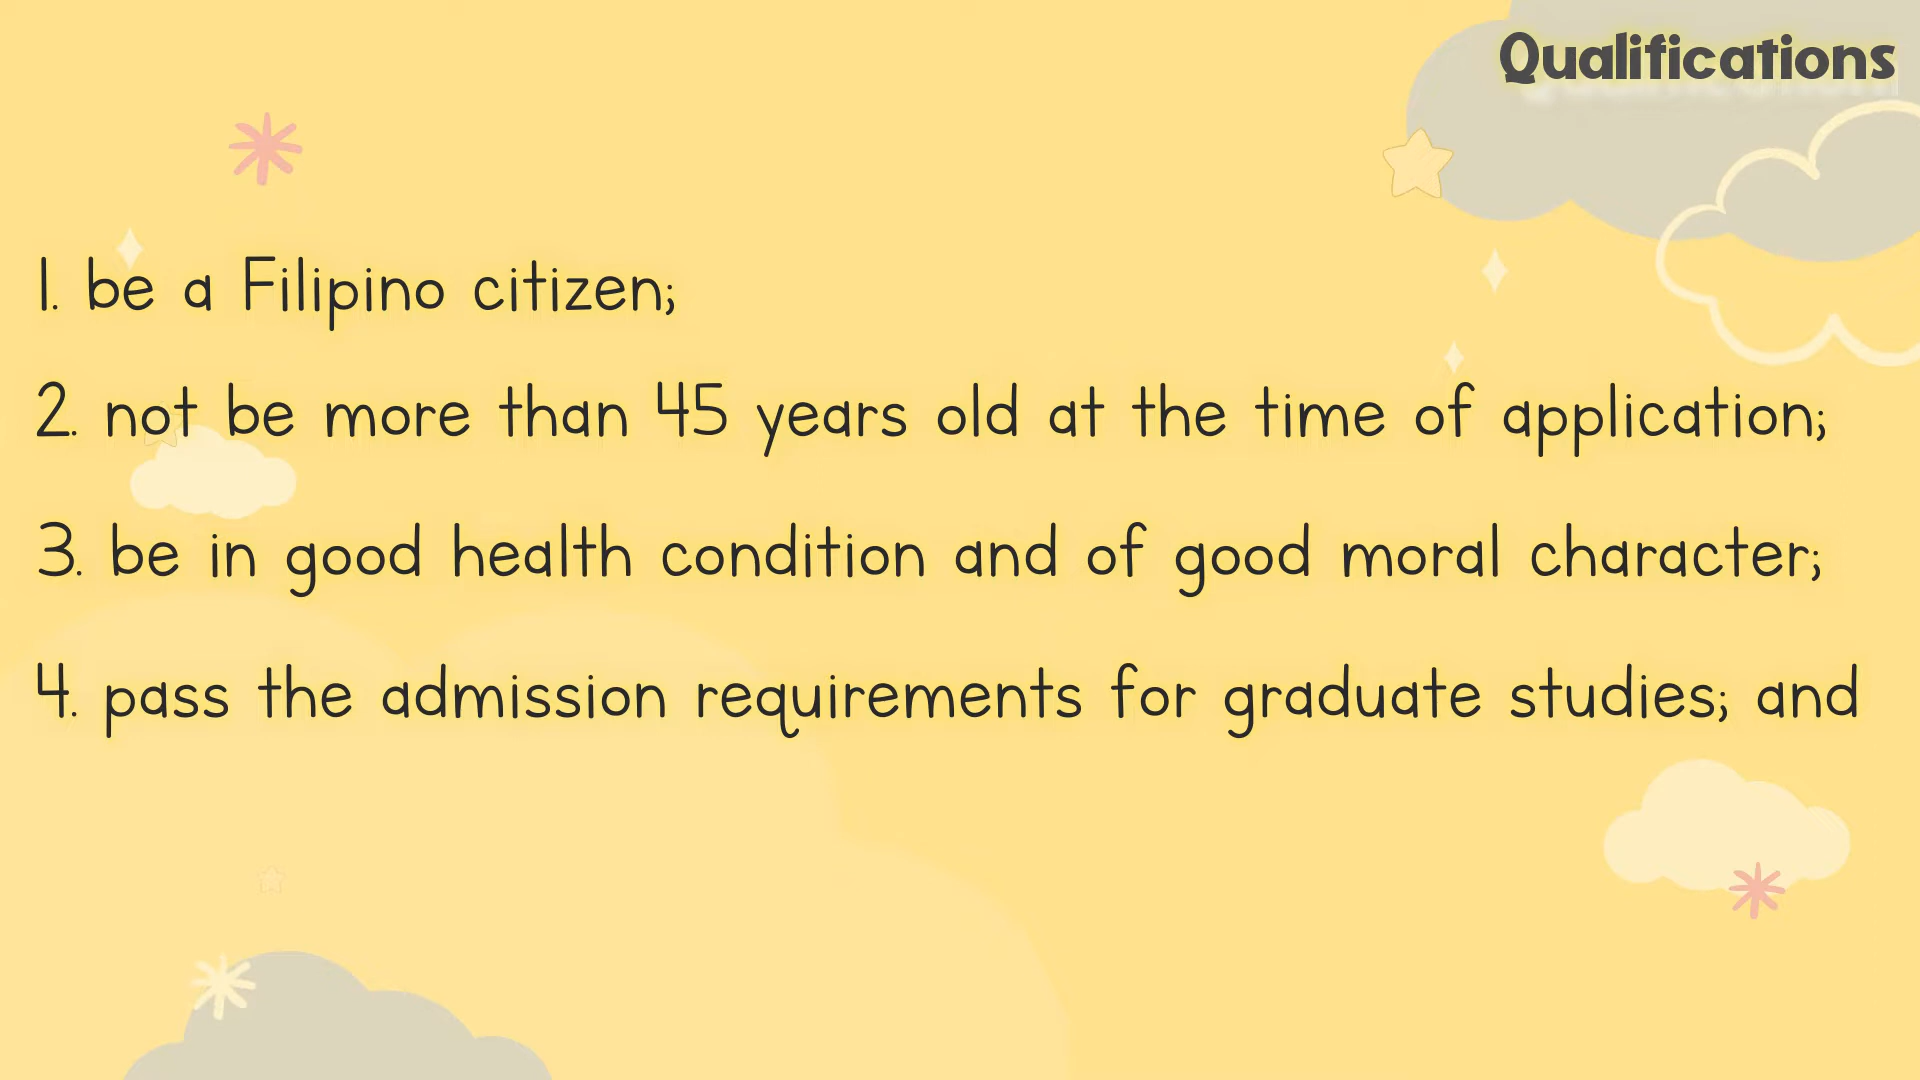 Qualifications
1. be a Filipino citizen;
2. not be more than 45 years old at the time of application;
3. be in good health condition and of good moral character;
4. pass the admission requirements for graduate studies; and